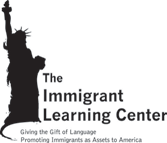 The
Immigrant
Learning Center
Giving the Gift of Language
Promoting Immigrants as Assets to America